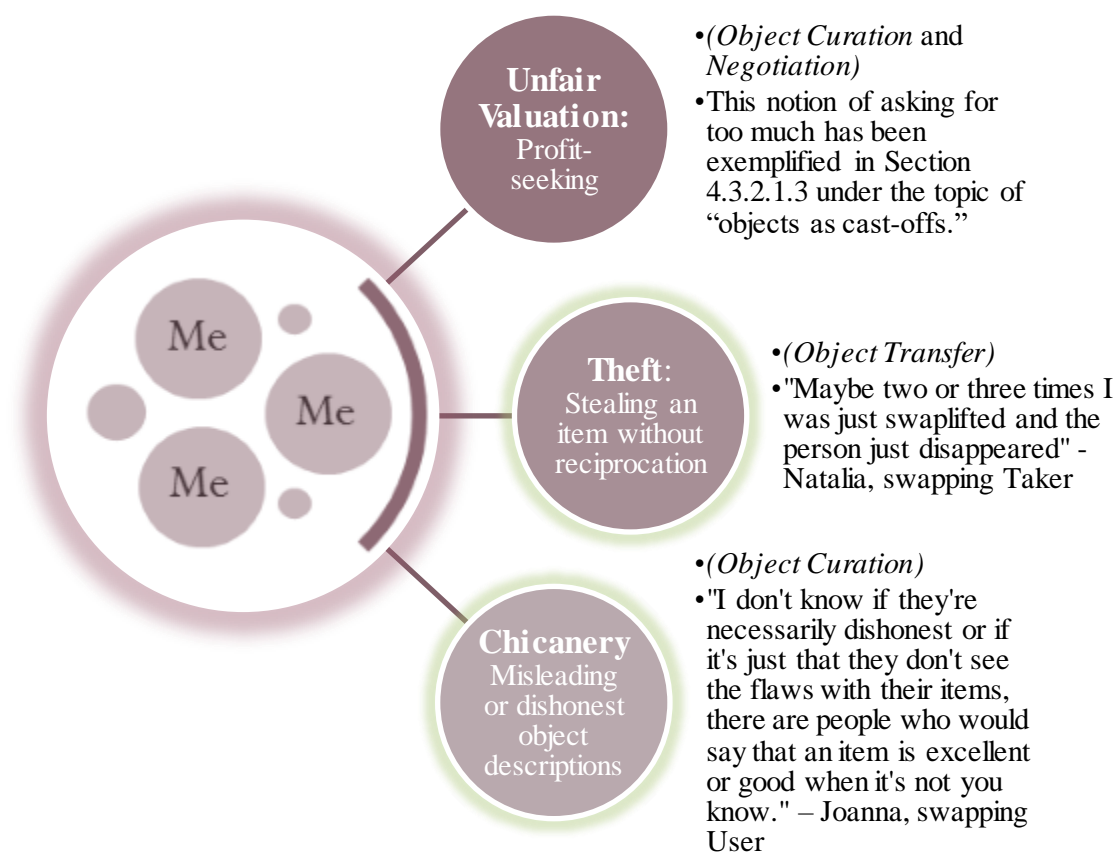 Me
Me
Me
Unfair
Valuation:
Profit-
seeking
•(Object Curation and
Negotiation)
•This notion of asking for
too much has been
exemplified in Section
4.3.2.1.3 under the topic of
“objects as cast-offs.”
Theft:
Stealing an
item without
reciprocation
•(Object Transfer)
•"Maybe two or three times I
was just swaplifted and the
person just disappeared" -
Natalia, swapping Taker
Chicanery
Misleading
or dishonest
object
descriptions
•(Object Curation)
•"I don't know if they're
necessarily dishonest or if
it's just that they don't see
the flaws with their items,
there are people who would
say that an item is excellent
or good when it's not you
know." – Joanna, swapping
User